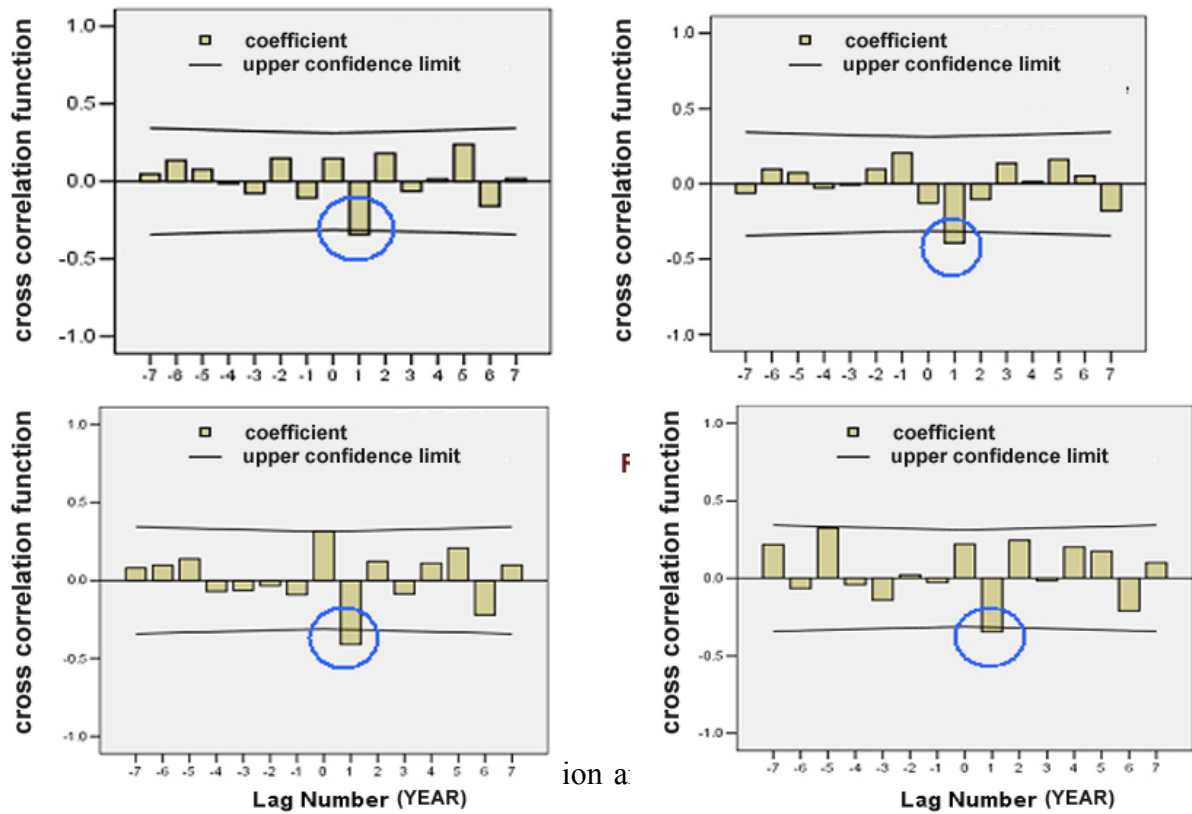 cross correlation function
1.0
0.5
0.0
-0.5
-1.0
coefficient
upper confidence limit
-7 -6 -5 -4 -3 -2 -1 0 1 2 3 4 5 6 7
cross correlation function
1.0
0.5
0.0
-0.5
-1.0
coefficient
upper confidence limit
-7 -6 -5 -4 -3 -2 -1 0 1 2 3 4 5 6 7
cross correlation function
1.0
0.5
0.0
-0.5
-1.0
coefficient
upper confidence limit
-7 -6 -5 -4 -3 -2 -1 0 1 2 3 4 5 6 7
Lag Number (YEAR)
F
ion a
cross correlation function
1.0
0.5
0.0
-0.5
-1.0
coefficient
upper confidence limit
-7 -6 -5 -4 -3 -2 -1 0 1 2 3 4 5 6 7
Lag Number (YEAR)